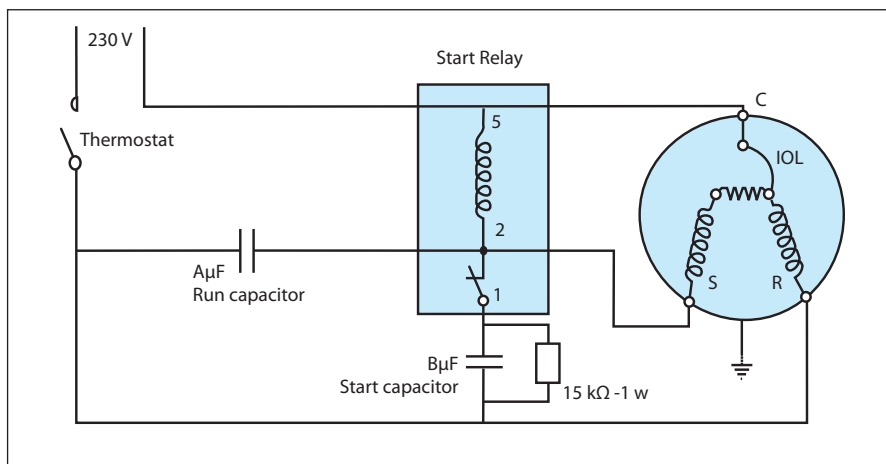 230 V
Start Relay
C
5
Thermostat
IOL
2
AµF
Run capacitor
S
R
1
BµF
Start capacitor
15 kΩ -1 w